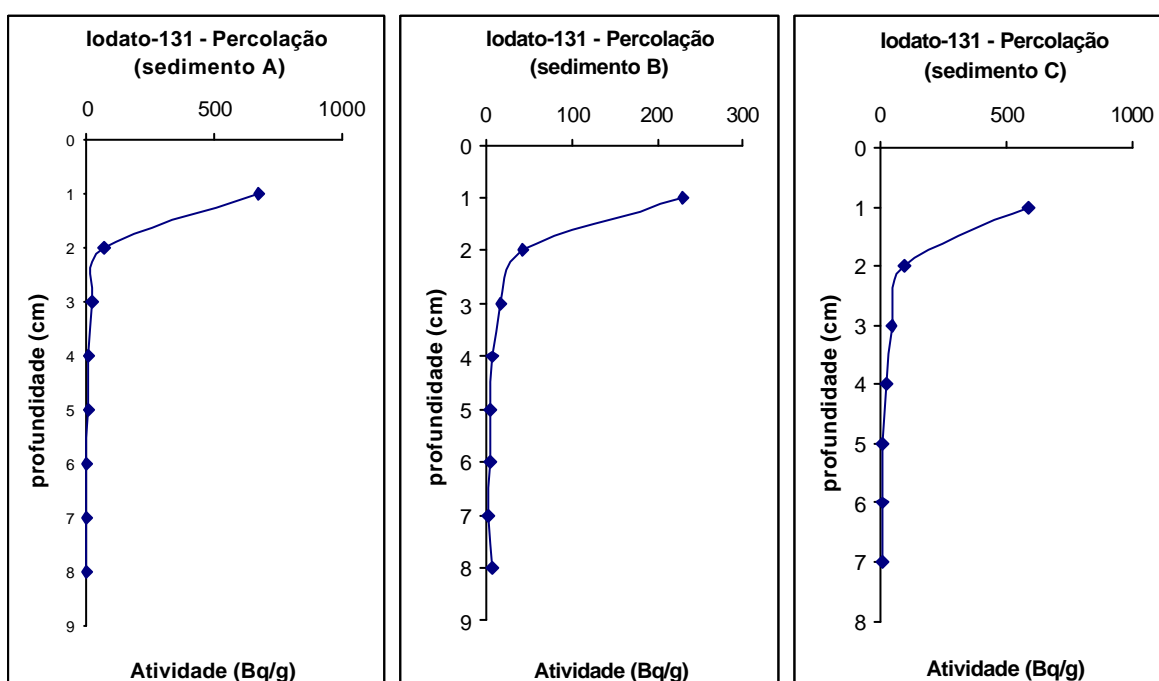 Iodato-131 - Percolação
(sedimento A)
0 500 1000
0
1
2
3
4
5
6
7
8
9
profundidade (cm)
Atividade (Bq/g)
Iodato-131 - Percolação
(sedimento B)
0 100 200 300
0
1
2
3
4
5
6
7
8
9
profundidade (cm)
Atividade (Bq/g)
Iodato-131 - Percolação
(sedimento C)
0 500 1000
0
1
2
3
4
5
6
7
8
profundidade (cm)
Atividade (Bq/g)